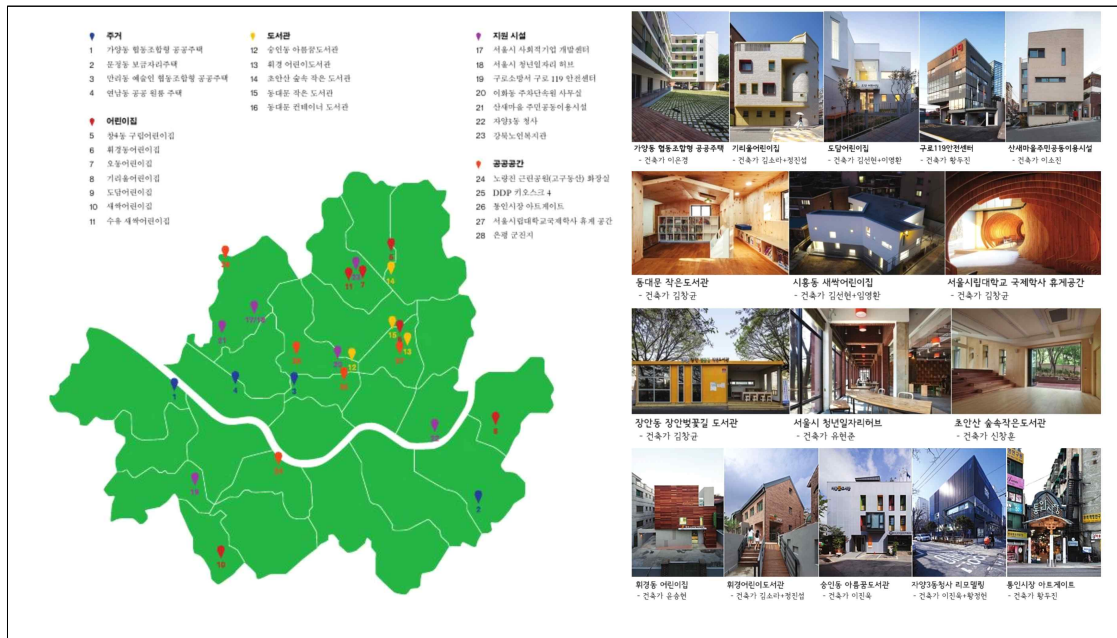 주거
1 가양동 협동조합형 공공주택
2 문정동 보금자리주택
3 만리동 예술인 협동조합형 공공주택
4 연남동 공공 원룸 주택
어린이집
5 창4동 구립어린이집
6 휘경동어린이집
7 오동어린이집
8 기리울어린이집
9 도담어린이집
10 새싹어린이집
11 수유 새싹어린이집
도서관
12 숭인동 아름꿈도서관
13 휘경 어린이도서관
14 초안산 숲속 작은 도서관
15 동대문 작은 도서관
16 동대문 컨테이너 도서관
지원 시설
17 서울시 사회적기업 개발센터
18 서울시 청년일자리 허브
19 구로소방서 구로 119 안전센터
20 이화동 주차단속원 사무실
21 산새마을 주민공동이용시설
22 자양3동 청사
23 강북노인복지관
공공공간
24 노량진 근린공원(고구동산) 화장실
25 DDP 키오스크 4
26 통인시장 아트게이트
27 서울시립대학교국제학사 휴게 공간
28 은평 군진지
11
7
14
17/18
21
15
13
12
1
4
3
8
19
2
10
가양동 협동조합형 공공주택
- 건축가 이은경
기리울어린이집
- 건축가 김소라+정진섭
도담어린이집
- 건축가 김선현+이영환
구로119안전센터
- 건축가 황두진
산새마을주민공동이용시설
- 건축가 이소진
동대문 작은도서관
- 건축가 김창균
시흥동 새싹어린이집
- 건축가 김선현+임영환
서울시립대학교 국제학사 휴게공간
- 건축가 김창균
장안동 장안벚꽃길 도서관
- 건축가 김창균
서울시 청년일자리허브
- 건축가 유현준
초안산 숲속작은도서관
- 건축가 신창훈
휘경동 어린이집
- 건축가 윤승현
휘경어린이도서관
- 건축가 김소라+정진섭
숭인동 아름꿈도서관
- 건축가 이진욱
자양3동청사 리모델링
- 건축가 이진욱+황정헌
통인시장
통인시장 아트게이트
- 건축가 황두진